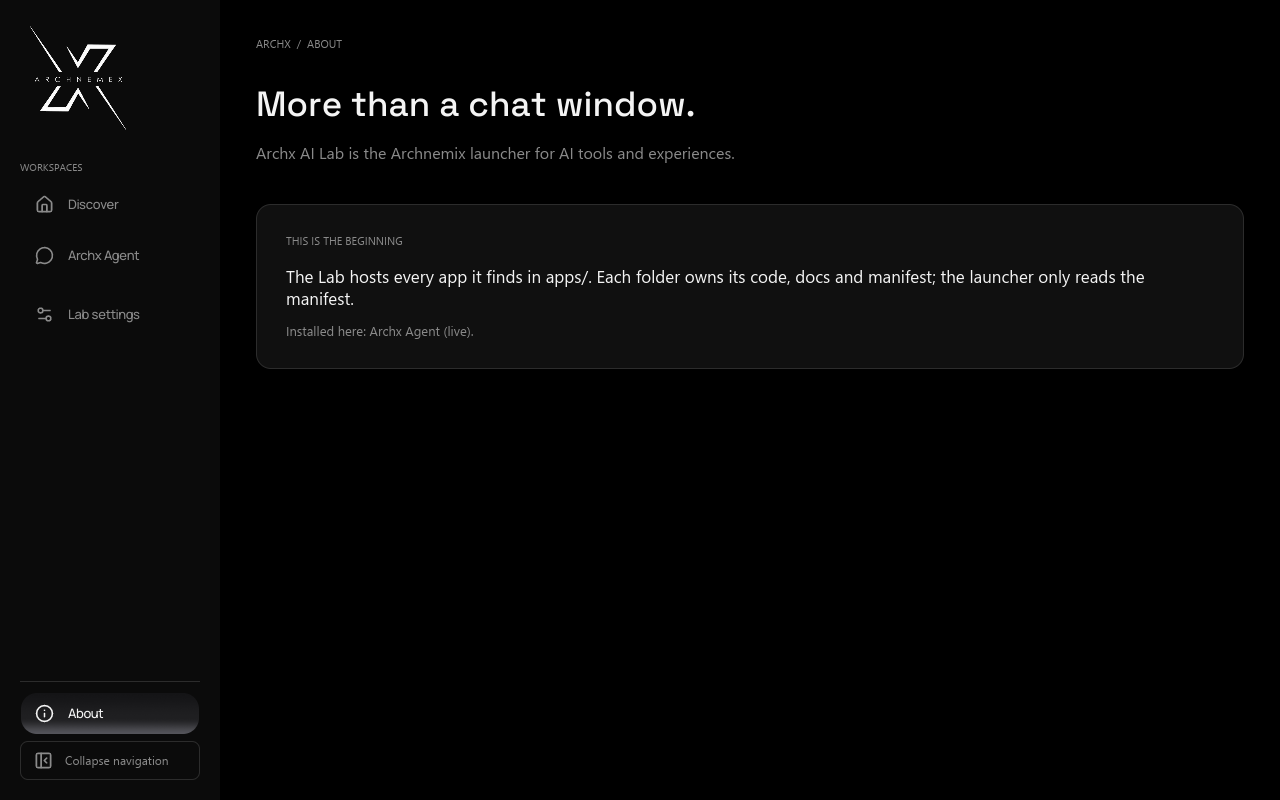 ARCHNEMEX
WORKSPACES
Discover
Archx Agent
Lab settings
About
Collapse navigation
ARCHX / ABOUT
More than a chat window.
Archx AI Lab is the Archnemix launcher for AI tools and experiences.
THIS IS THE BEGINNING
The Lab hosts every app it finds in apps/. Each folder owns its code, docs and manifest; the launcher only reads the
manifest.
Installed here: Archx Agent (live).